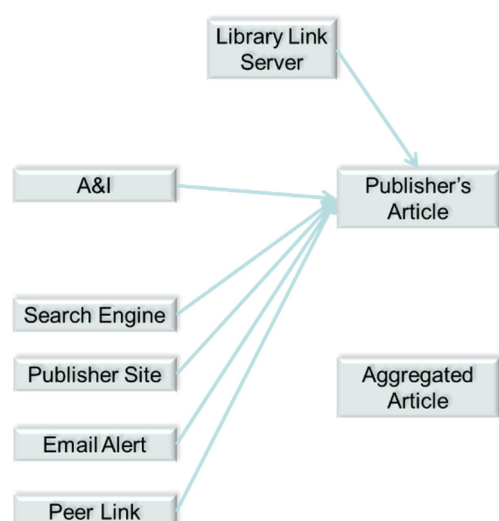 Library Link
Server
A&I
Publisher's
Article
Search Engine
Publisher Site
Aggregated
Article
Email Alert
Peer Link